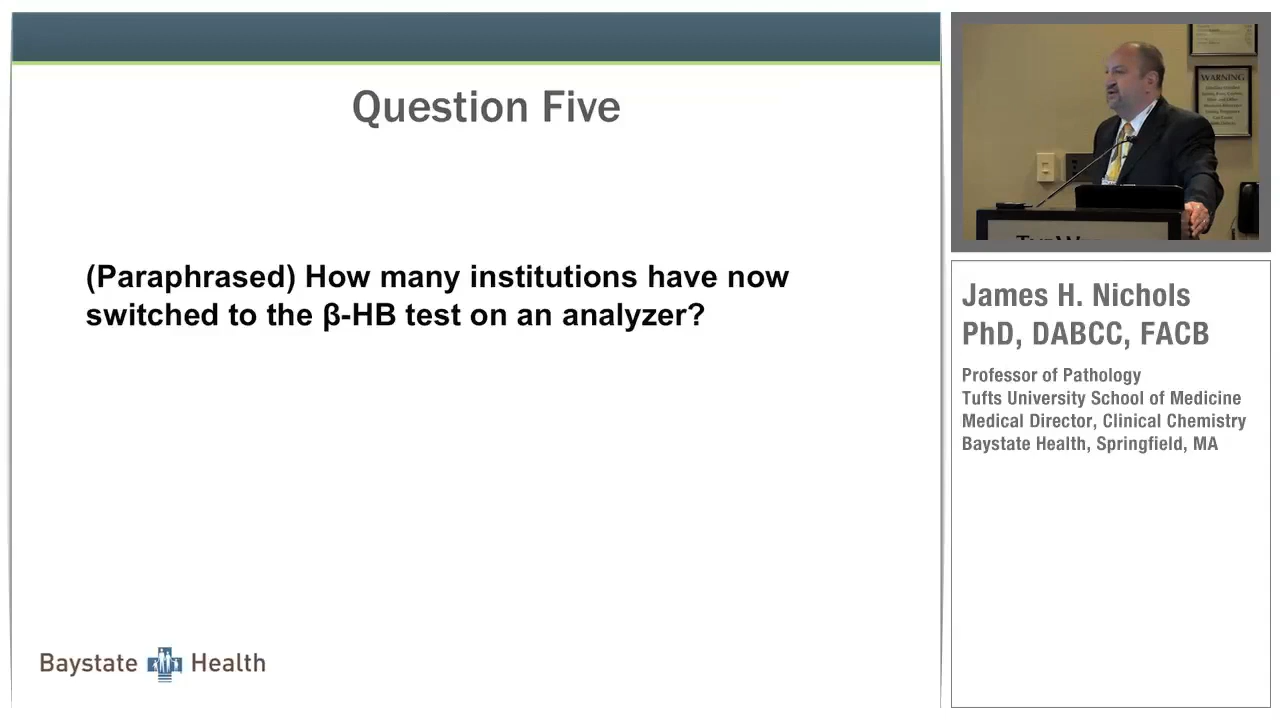 Question Five
(Paraphrased) How many institutions have now
switched to the β-HB test on an analyzer?
Baystate Health
WARNING
James H. Nichols
PhD, DABCC, FACB
Professor of Pathology
Tufts University School of Medicine
Medical Director, Clinical Chemistry
Baystate Health, Springfield, MA